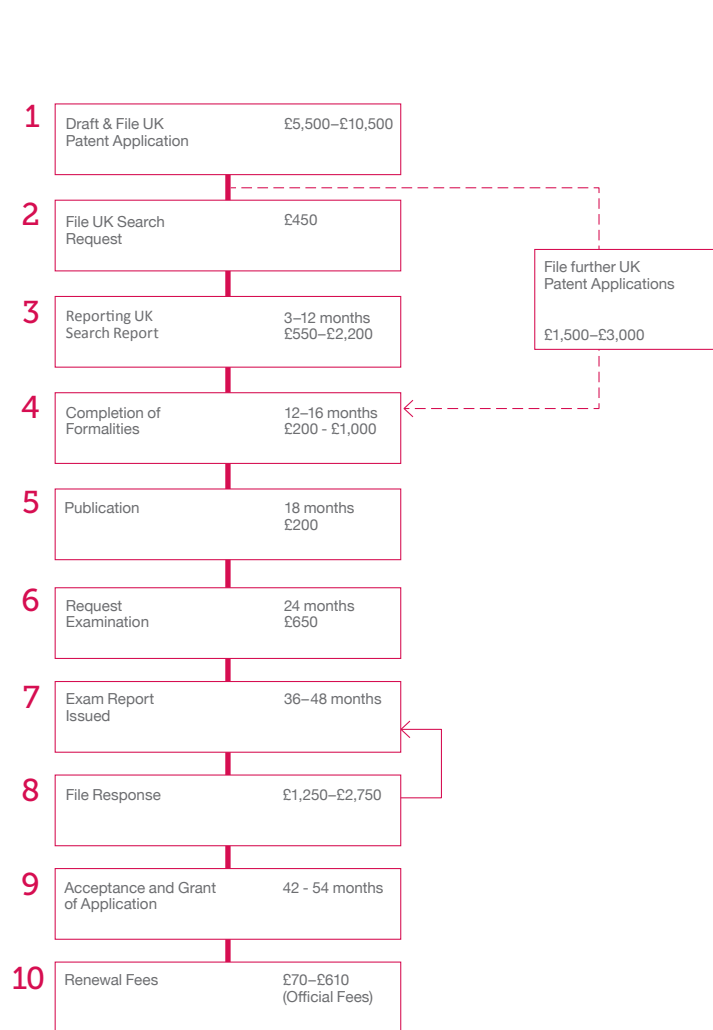 1
Draft & File UK £5,500–£10,500
Patent Application
2
File UK Search £450
Request
File further UK
Patent Applications
£1,500–£3,000
3
Reporting UK 3–12 months
Search Report £550–£2,200
4
Completion of 12–16 months
Formalities £200 - £1,000
5
Publication 18 months
£200
6
Request 24 months
Examination £650
7
Exam Report 36–48 months
Issued
8
File Response £1,250–£2,750
9
Acceptance and Grant 42 - 54 months
of Application
10
Renewal Fees £70–£610
(Official Fees)